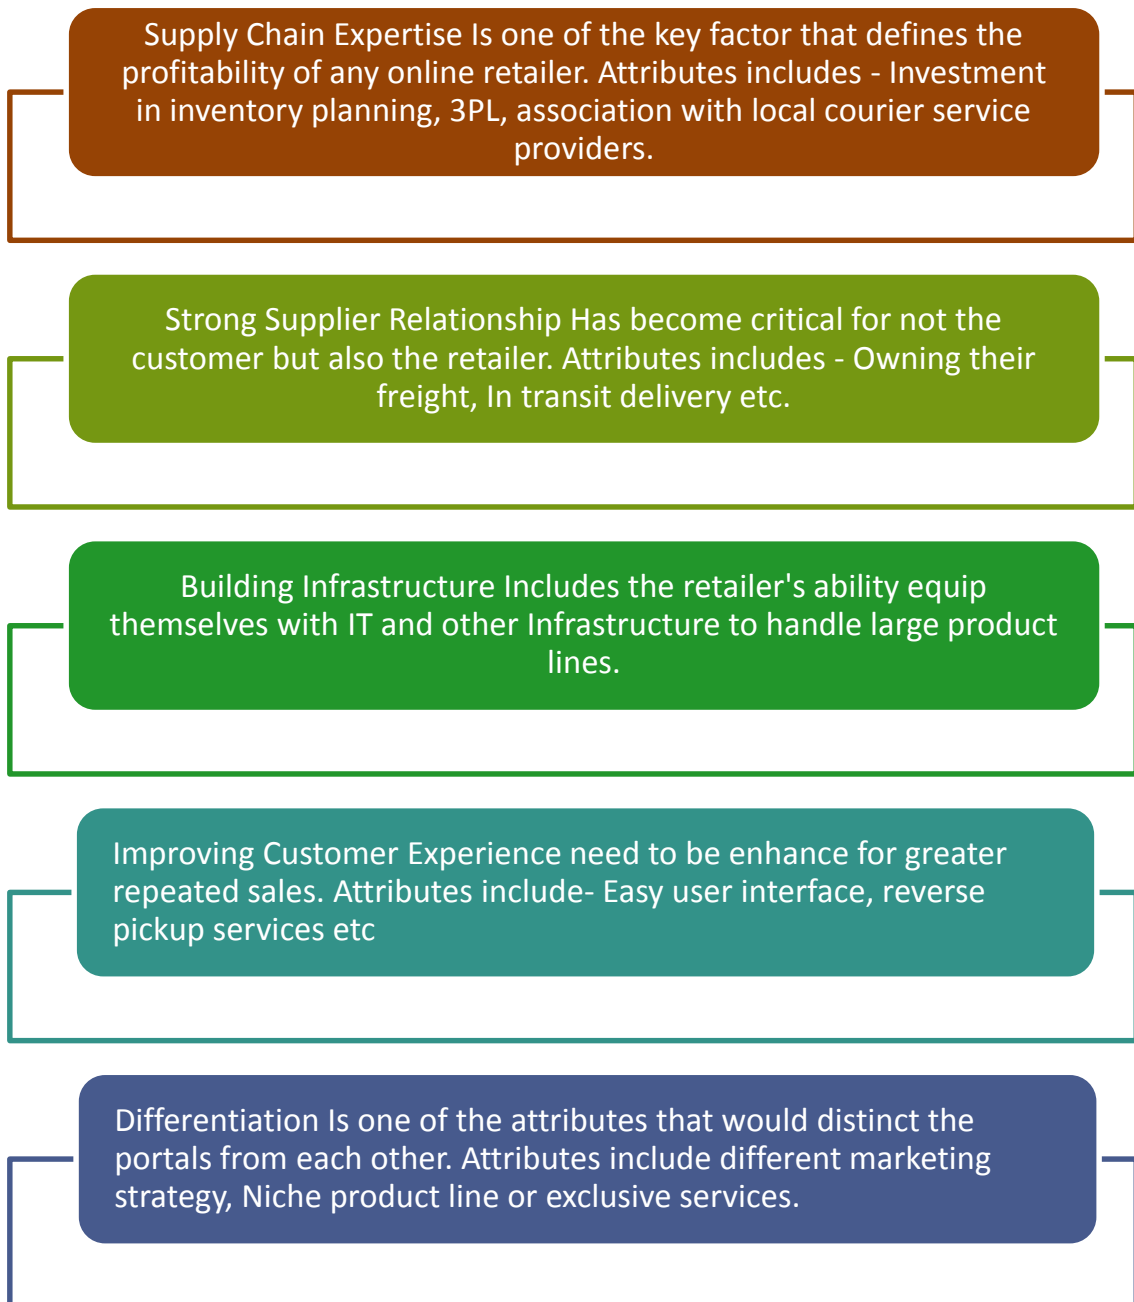 Supply Chain Expertise Is one of the key factor that defines the
profitability of any online retailer. Attributes includes - Investment
in inventory planning, 3PL, association with local courier service
providers.
Strong Supplier Relationship Has become critical for not the
customer but also the retailer. Attributes includes - Owning their
freight, In transit delivery etc.
Building Infrastructure Includes the retailer's ability equip
themselves with IT and other Infrastructure to handle large product
lines.
Improving Customer Experience need to be enhance for greater
repeated sales. Attributes include- Easy user interface, reverse
pickup services etc
Differentiation Is one of the attributes that would distinct the
portals from each other. Attributes include different marketing
strategy, Niche product line or exclusive services.